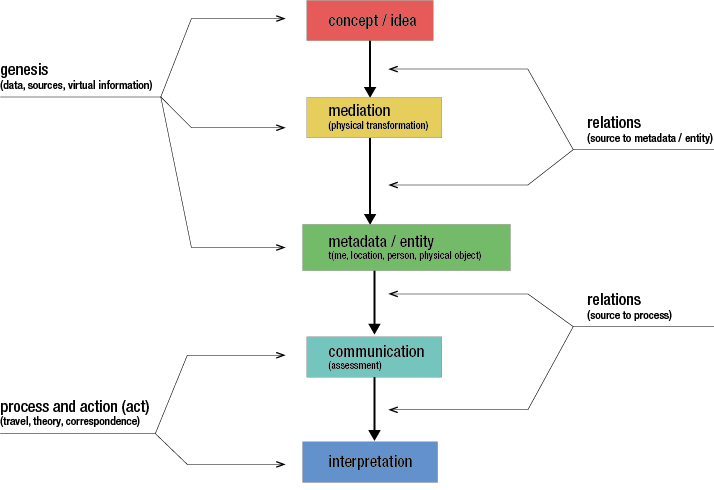 concept / idea
genesis
(data, sources, virtual information)
mediation
(physical transformation)
relations
(source to metadata / entity)
metadata / entity
t(me, location, person, physical object)
relations
(source to process)
communication
(assessment)
process and action (act)
(travel, theory, correspondence)
interpretation